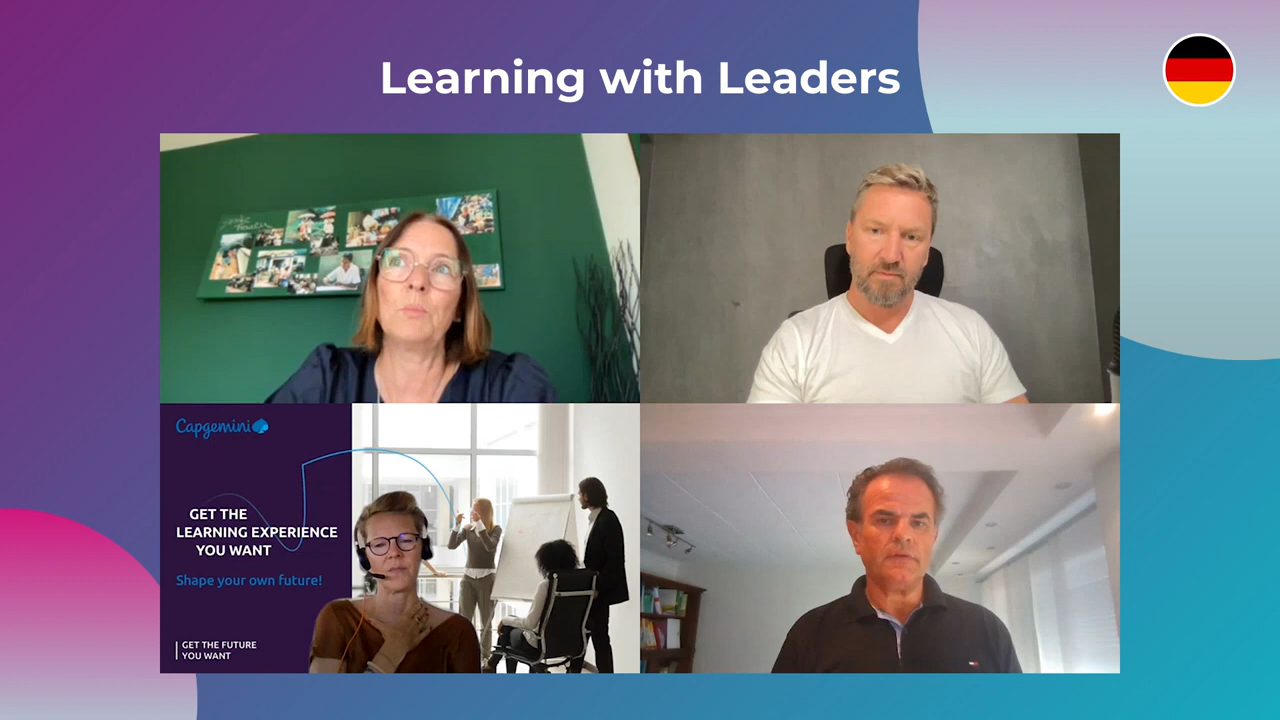 Learning with Leaders
Capgemini
GET THE
LEARNING EXPERIENCE
YOU WANT
Shape your own future!
GET THE FUTURE
YOU WANT